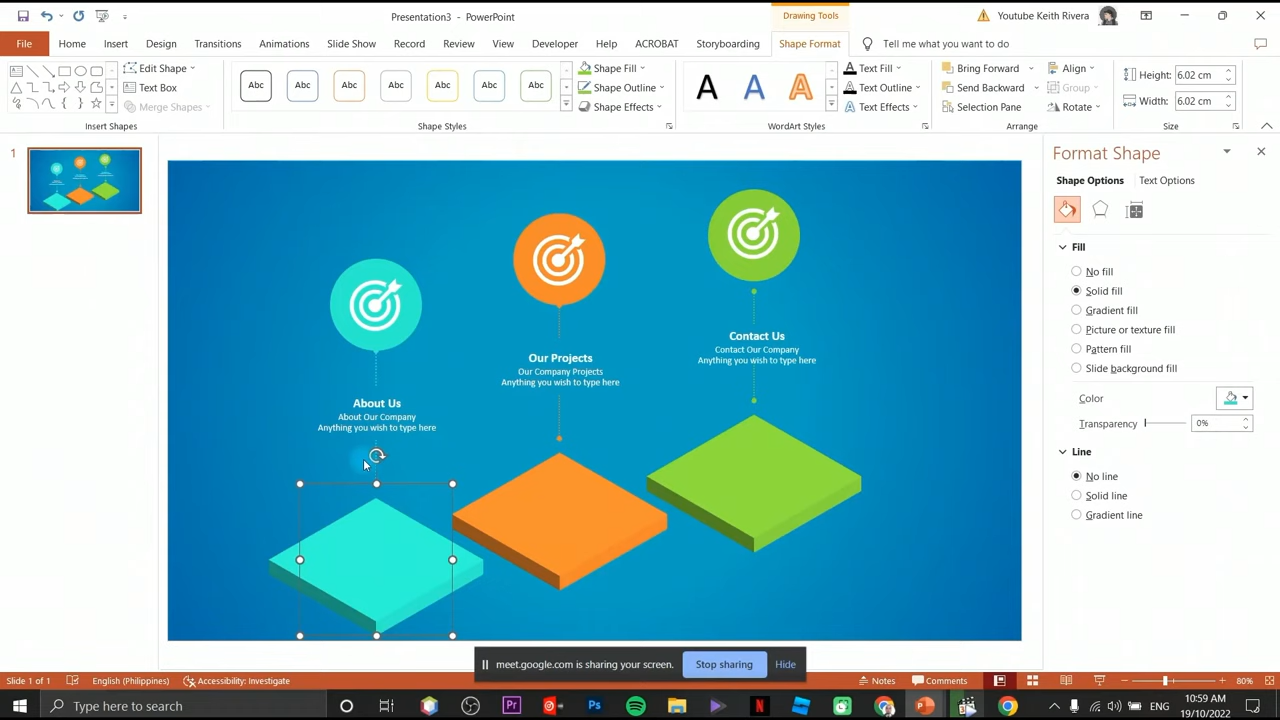 Presentation3 - PowerPoint
Drawing Tools
Youtube Keith Rivera
File
Home
Insert
Design
Transitions
Animations
Slide Show
Record
Review
View
Developer
Help
ACROBAT
Storyboarding
Shape Format
Tell me what you want to do
Edit Shape
Text Box
Merge Shapes
Insert Shapes
Abc
Abc
Abc
Abc
Abc
Abc
Abc
Shape Fill
Shape Outline
Shape Effects
Shape Styles
A
A
A
Text Fill
Text Outline
Text Effects
WordArt Styles
Bring Forward
Send Backward
Selection Pane
Align
Group
Rotate
Arrange
Height:
6.02 cm
Width:
6.02 cm
Size
1
Contact Us
Contact Our Company
Anything you wish to type here
Our Projects
Our Company Projects
Anything you wish to type here
About Us
About Our Company
Anything you wish to type here
Format Shape
Shape Options
Text Options
Fill
No fill
Solid fill
Gradient fill
Picture or texture fill
Pattern fill
Slide background fill
Color
Transparency
0%
Line
No line
Solid line
Gradient line
meet.google.com is sharing your screen.
Stop sharing
Hide
Slide 1 of 1
English (Philippines)
Accessibility: Investigate
Notes
Comments
80%
Type here to search
Pr
Ps
N
ENG
10:59 AM
19/10/2022